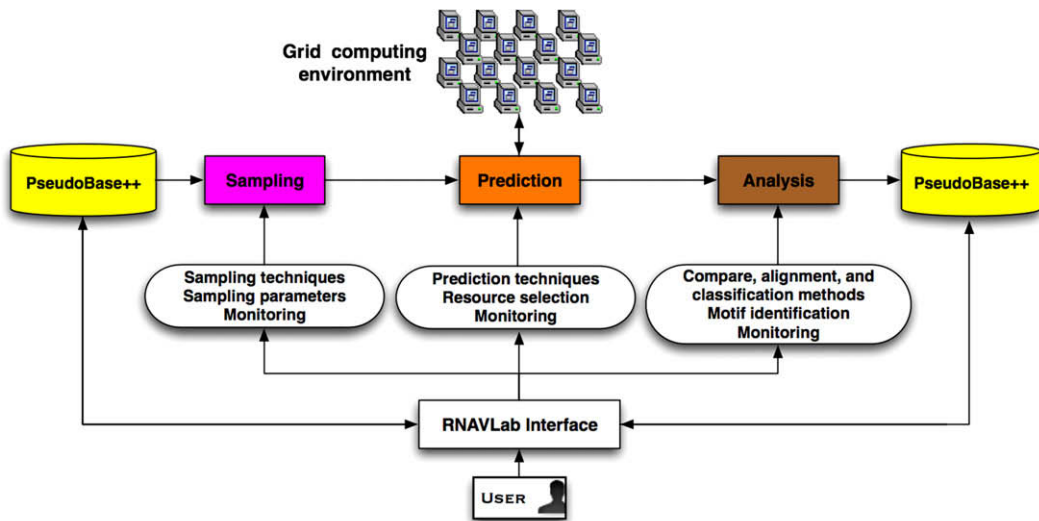 Grid computing
environment
PseudoBase++
Sampling
Prediction
Analysis
PseudoBase++
Sampling techniques
Sampling parameters
Monitoring
Prediction techniques
Resource selection
Monitoring
Compare, alignment, and
classification methods
Motif identification
Monitoring
RNAVLab Interface
USER